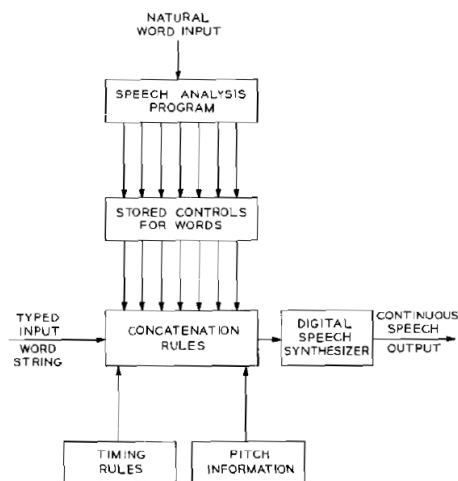 NATURAL
WORD INPUT
SPEECH ANALYSIS
PROGRAM
STORED CONTROLS
FOR WORDS
TYPED
INPUT
WORD
STRING
CONCATENATION
RULES
DIGITAL
SPEECH
SYNTHESIZER
CONTINUOUS
SPEECH
OUTPUT
TIMING
RULES
PITCH
INFORMATION